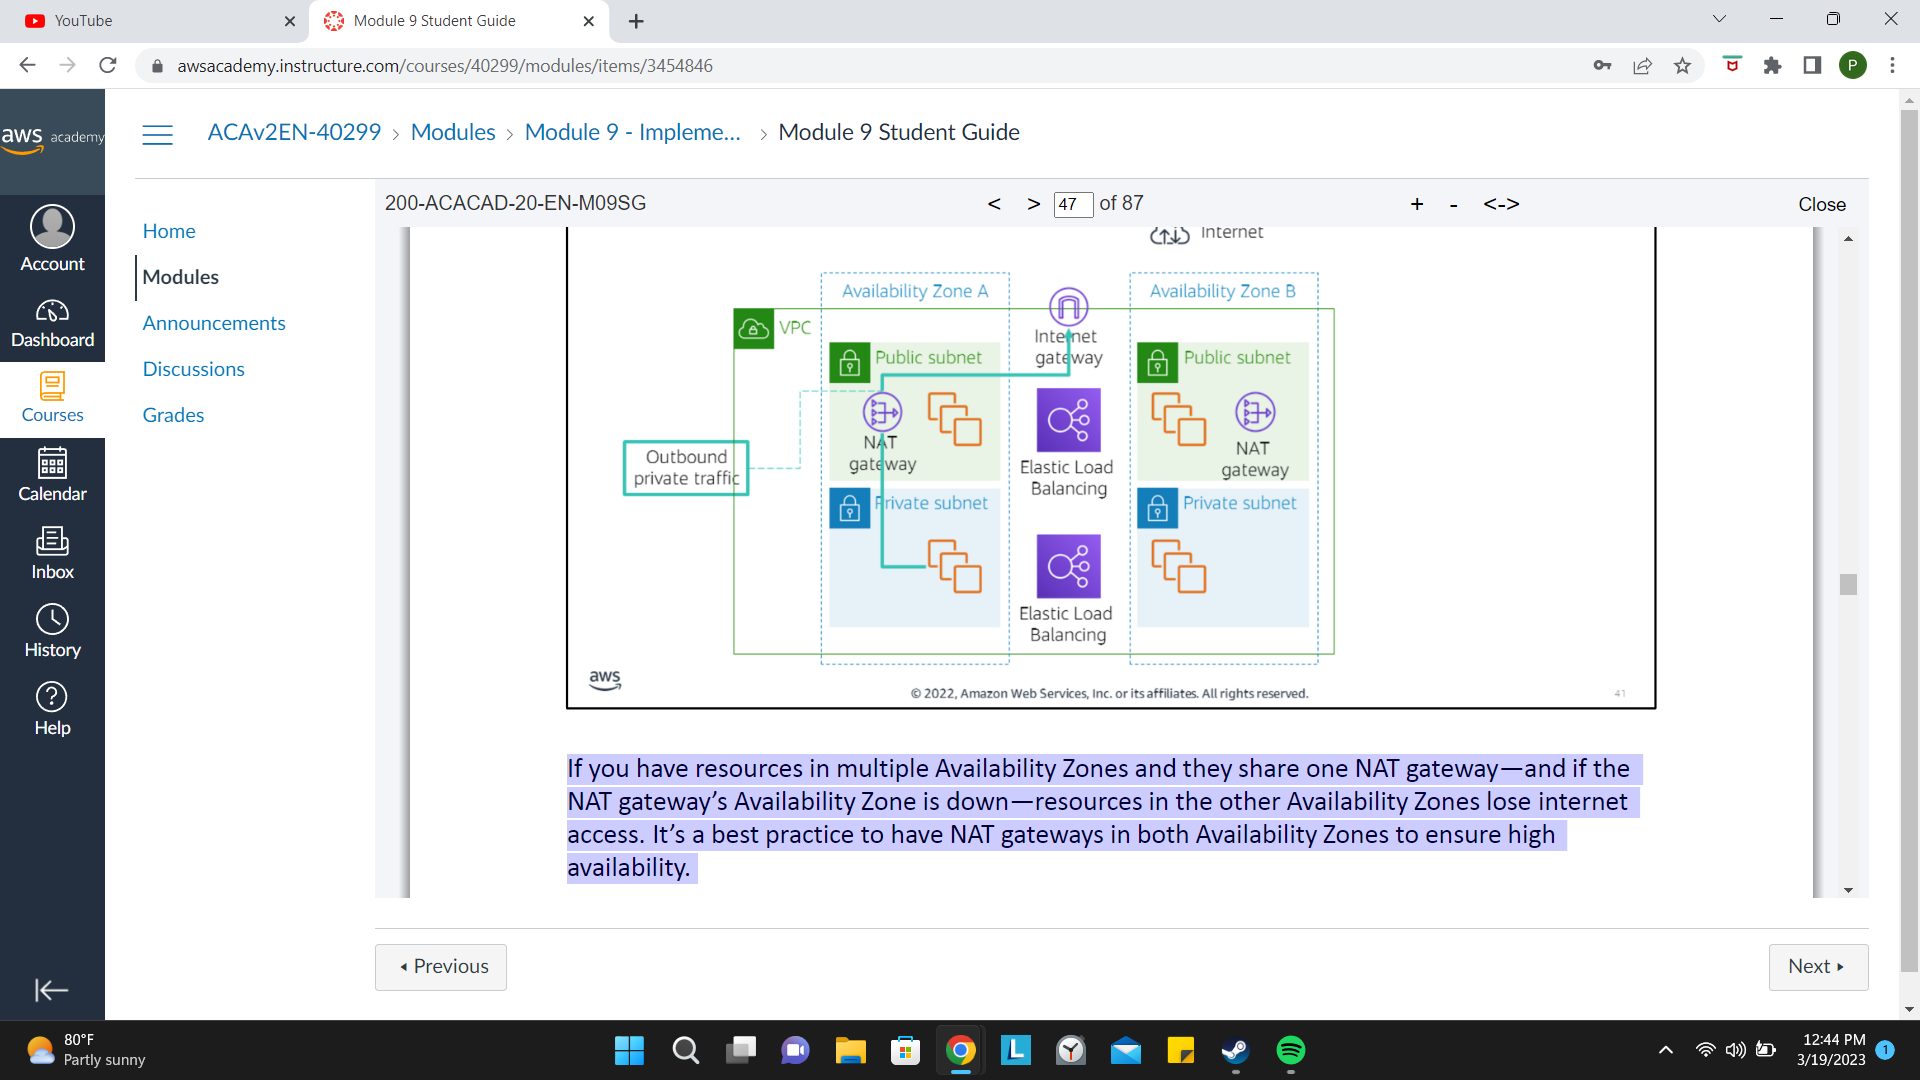 YouTube
Module 9 Student Guide
awsacademy.instructure.com/courses/40299/modules/items/3454846
P
aws academy
ACAv2EN-40299 > Modules > Module 9 - Impleme... > Module 9 Student Guide
200-ACACAD-20-EN-M09SG
< > 47 of 87
+ - <->
Close
Account
Dashboard
Courses
Calendar
Inbox
History
Help
Home
Modules
Announcements
Discussions
Grades
Internet
Availability Zone A
Availability Zone B
VPC
Internet
gateway
Public subnet
Public subnet
NAT
gateway
NAT
gateway
Outbound
private traffic
Elastic Load
Balancing
Private subnet
Private subnet
Elastic Load
Balancing
aws
© 2022, Amazon Web Services, Inc. or its affiliates. All rights reserved.
41
If you have resources in multiple Availability Zones and they share one NAT gateway—and if the
NAT gateway’s Availability Zone is down—resources in the other Availability Zones lose internet
access. It’s a best practice to have NAT gateways in both Availability Zones to ensure high
availability.
Previous
Next
80°F
Partly sunny
L
12:44 PM
3/19/2023
1